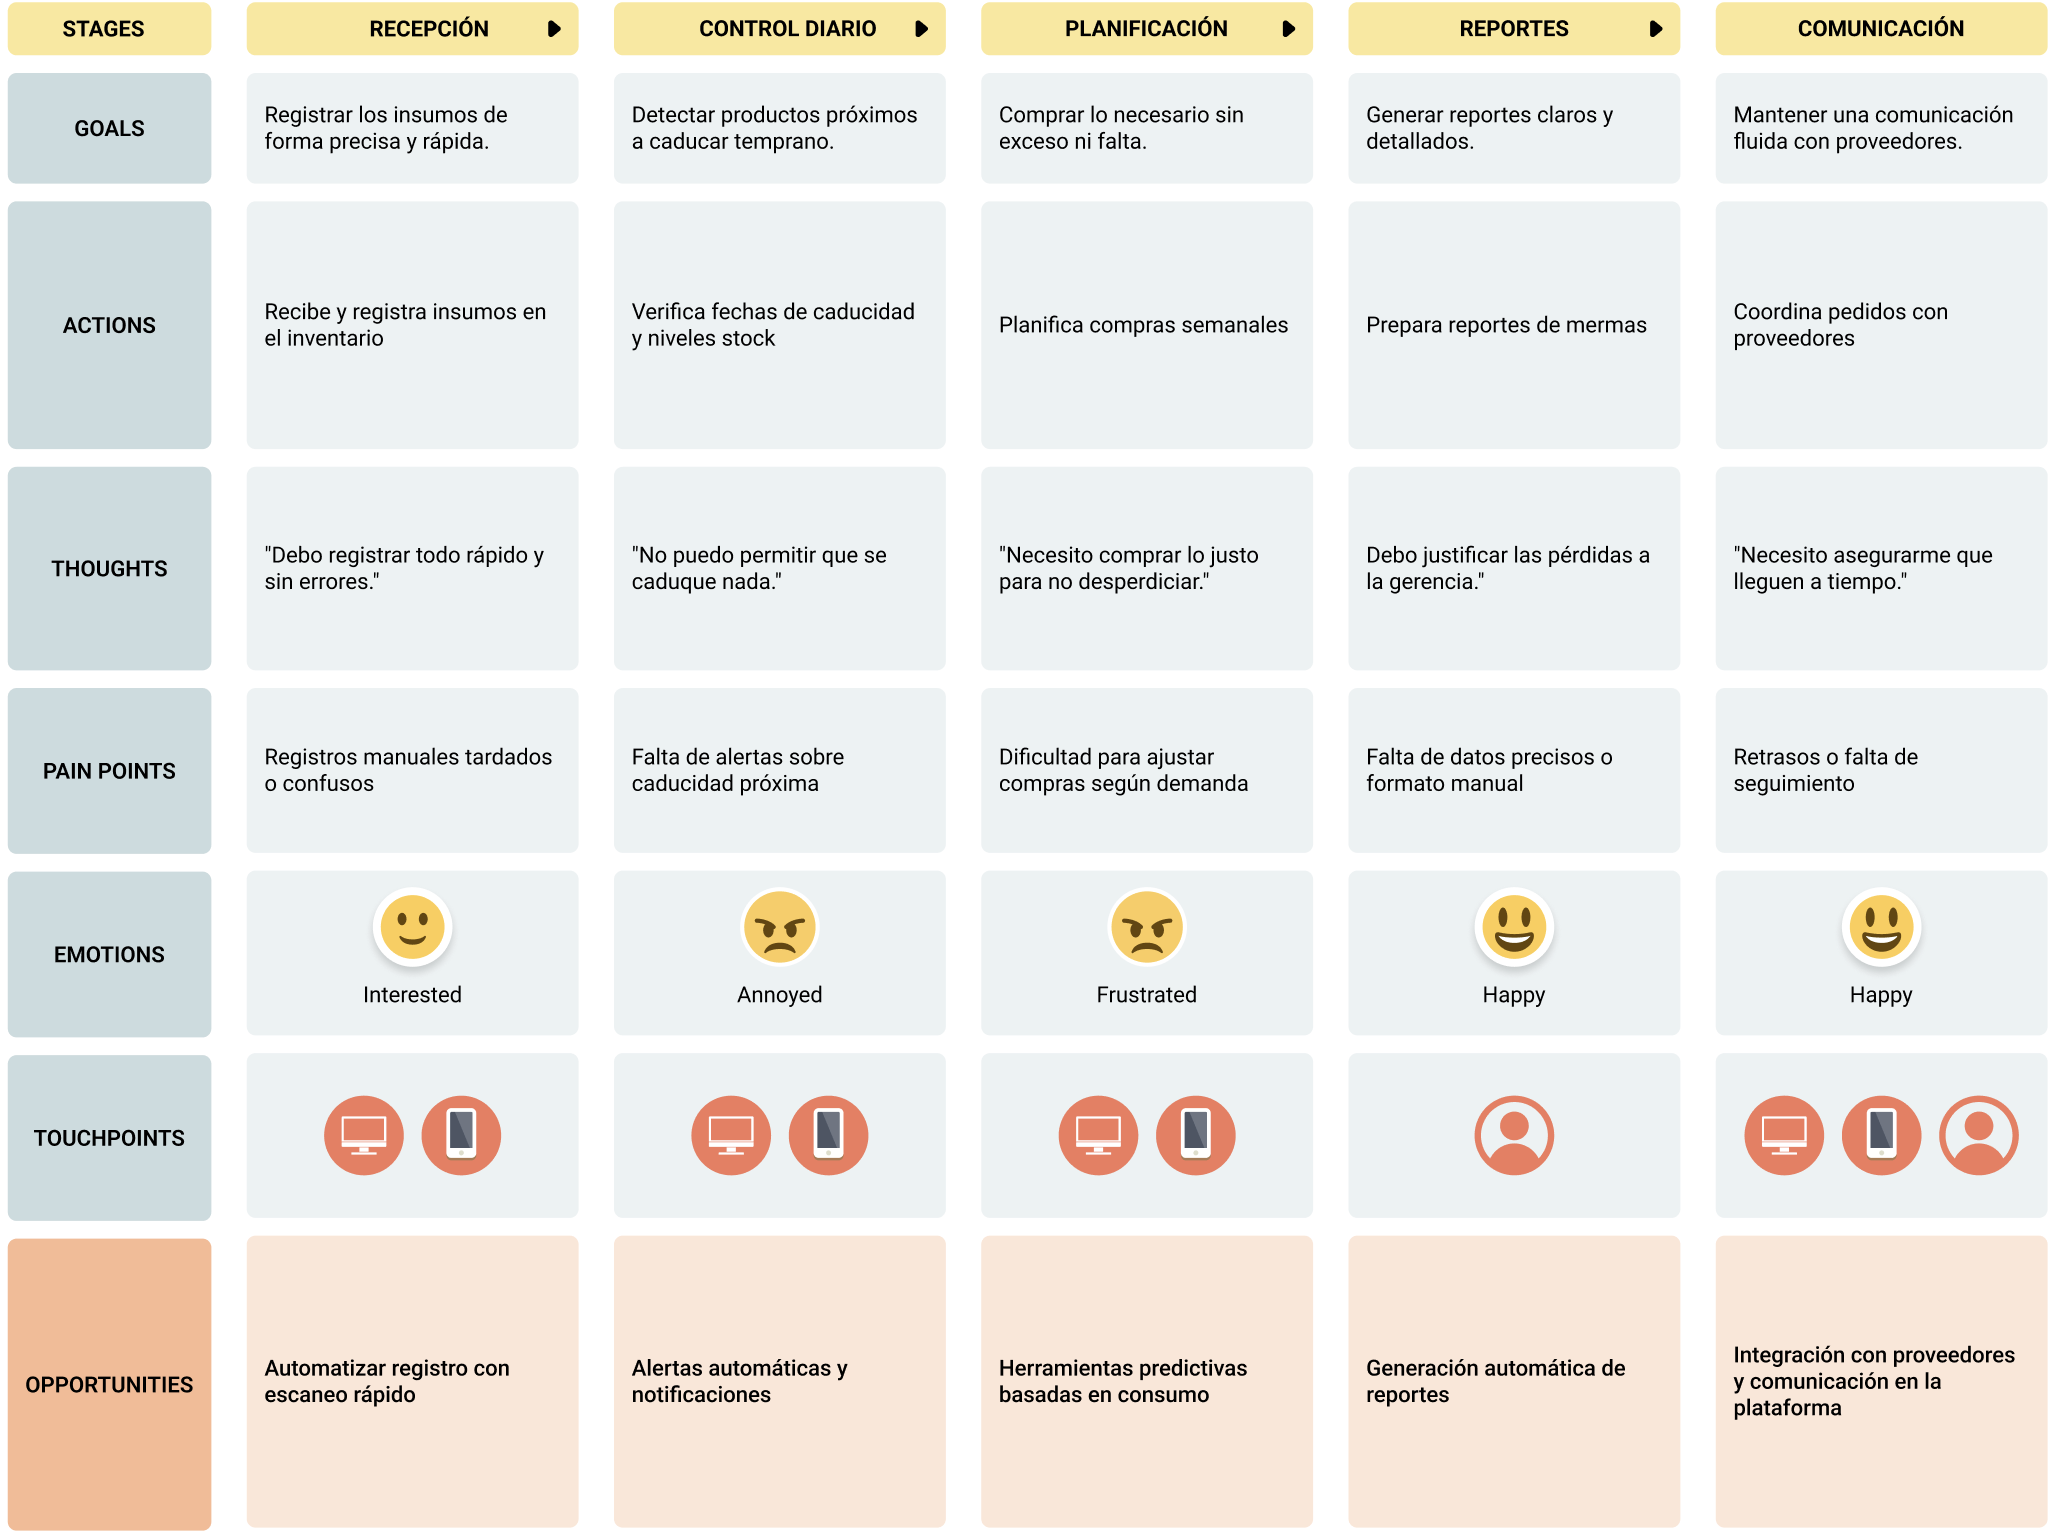 STAGES
RECEPCIÓN
CONTROL DIARIO
PLANIFICACIÓN
REPORTES
COMUNICACIÓN
GOALS
Registrar los insumos de
forma precisa y rápida.
Detectar productos próximos
a caducar temprano.
Comprar lo necesario sin
exceso ni falta.
Generar reportes claros y
detallados.
Mantener una comunicación
fluida con proveedores.
ACTIONS
Recibe y registra insumos en
el inventario
Verifica fechas de caducidad
y niveles stock
Planifica compras semanales
Prepara reportes de mermas
Coordina pedidos con
proveedores
THOUGHTS
"Debo registrar todo rápido y
sin errores."
"No puedo permitir que se
caduque nada."
"Necesito comprar lo justo
para no desperdiciar."
Debo justificar las pérdidas a
la gerencia."
"Necesito asegurarme que
lleguen a tiempo."
PAIN POINTS
Registros manuales tardados
o confusos
Falta de alertas sobre
caducidad próxima
Dificultad para ajustar
compras según demanda
Falta de datos precisos o
formato manual
Retrasos o falta de
seguimiento
EMOTIONS
Interested
Annoyed
Frustrated
Happy
Happy
TOUCHPOINTS
OPPORTUNITIES
Automatizar registro con
escaneo rápido
Alertas automáticas y
notificaciones
Herramientas predictivas
basadas en consumo
Generación automática de
reportes
Integración con proveedores
y comunicación en la
plataforma